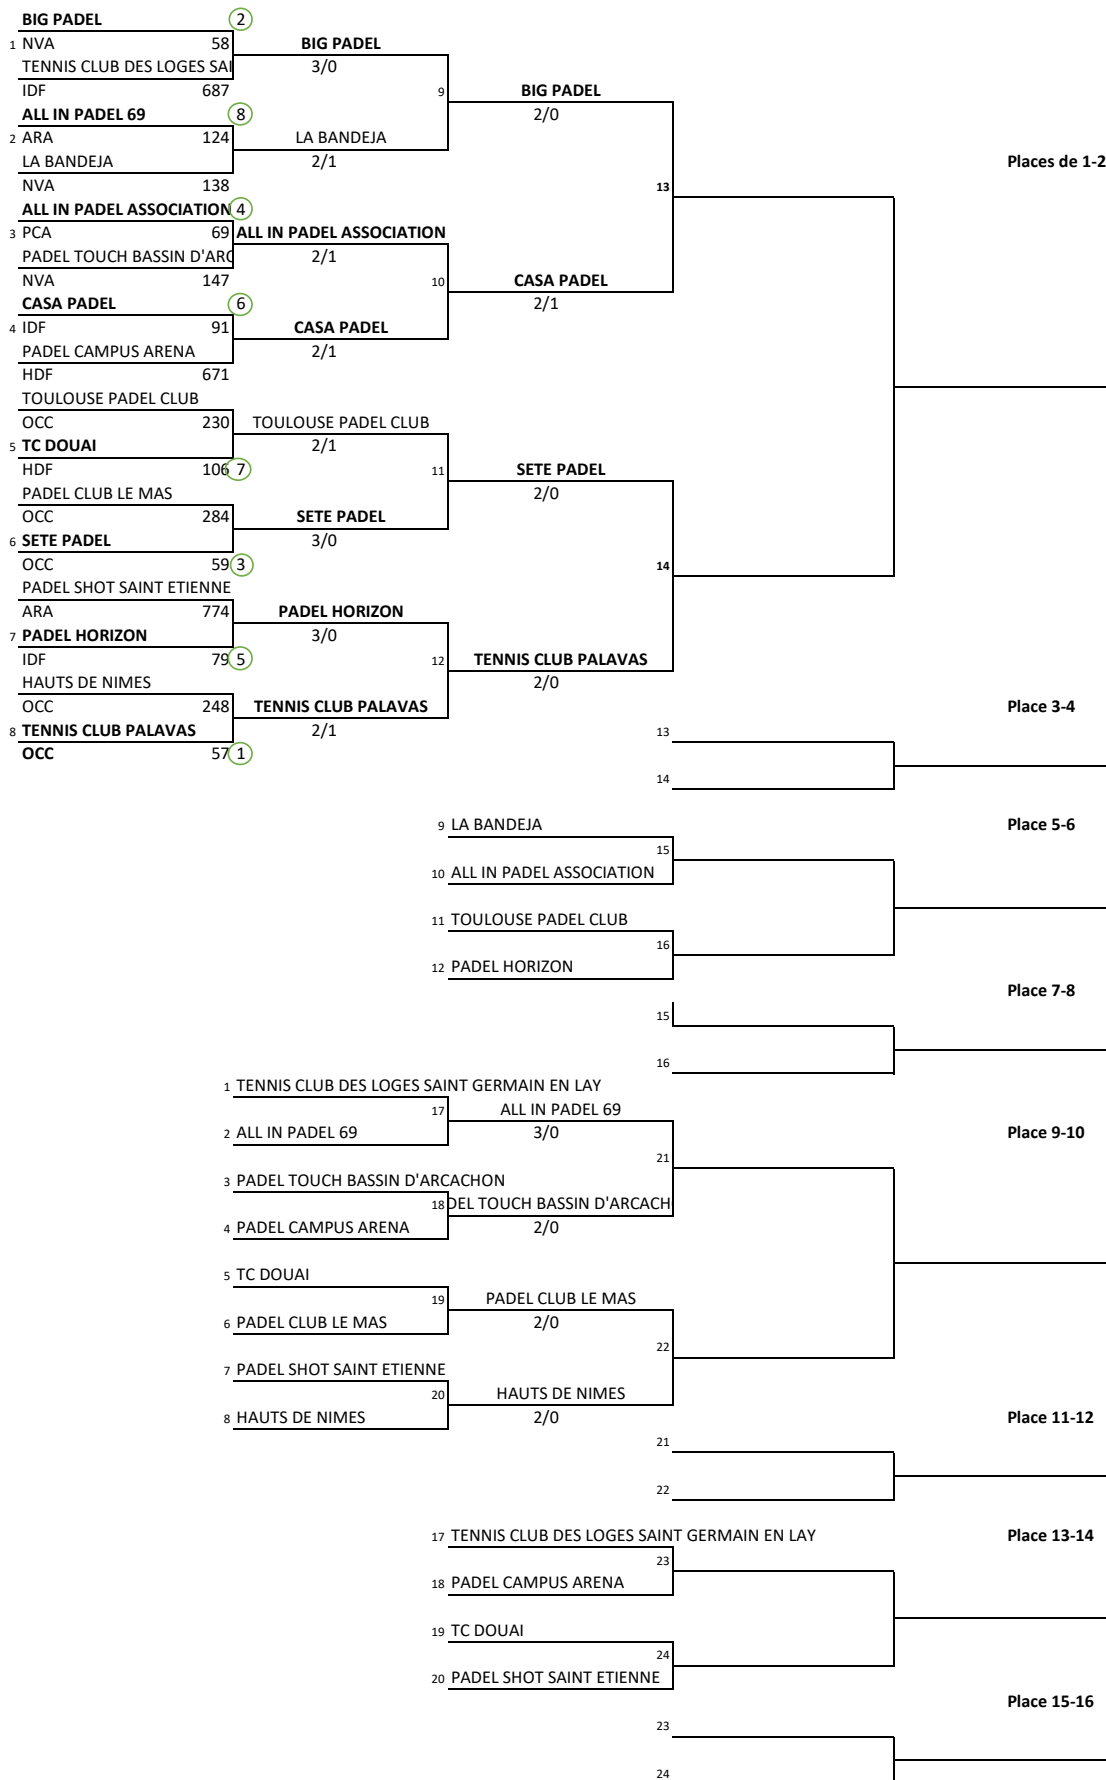 BIG PADEL 2
1 NVA 58 BIG PADEL
TENNIS CLUB DES LOGES SAI 3/0
IDF 687 9 BIG PADEL
ALL IN PADEL 69 8 2/0
2 ARA 124 LA BANDEJA
LA BANDEJA 2/1 Places de 1-2
NVA 138 13
ALL IN PADEL ASSOCIATION 4
3 PCA 69 ALL IN PADEL ASSOCIATION
PADEL TOUCH BASSIN D'ARC 2/1
NVA 147 10 CASA PADEL
CASA PADEL 6 2/1
4 IDF 91 CASA PADEL
PADEL CAMPUS ARENA 2/1
HDF 671
TOULOUSE PADEL CLUB
OCC 230 TOULOUSE PADEL CLUB
5 TC DOUAI 2/1
HDF 106 7 11 SETE PADEL
PADEL CLUB LE MAS 2/0
OCC 284 SETE PADEL
6 SETE PADEL 3/0
OCC 59 3 14
PADEL SHOT SAINT ETIENNE
ARA 774 PADEL HORIZON
7 PADEL HORIZON 3/0
IDF 79 5 12 TENNIS CLUB PALAVAS
HAUTS DE NIMES 2/0
OCC 248 TENNIS CLUB PALAVAS Place 3-4
8 TENNIS CLUB PALAVAS 2/1 13
OCC 57 1
14
9 LA BANDEJA Place 5-6
15
10 ALL IN PADEL ASSOCIATION
11 TOULOUSE PADEL CLUB
16
12 PADEL HORIZON
Place 7-8
15
16
1 TENNIS CLUB DES LOGES SAINT GERMAIN EN LAY
17 ALL IN PADEL 69
2 ALL IN PADEL 69 3/0 Place 9-10
21
3 PADEL TOUCH BASSIN D'ARCACHON
18 DEL TOUCH BASSIN D'ARCACH
4 PADEL CAMPUS ARENA 2/0
5 TC DOUAI
19 PADEL CLUB LE MAS
6 PADEL CLUB LE MAS 2/0
22
7 PADEL SHOT SAINT ETIENNE
20 HAUTS DE NIMES
8 HAUTS DE NIMES 2/0 Place 11-12
21
22
17 TENNIS CLUB DES LOGES SAINT GERMAIN EN LAY Place 13-14
23
18 PADEL CAMPUS ARENA
19 TC DOUAI
24
20 PADEL SHOT SAINT ETIENNE
Place 15-16
23
24